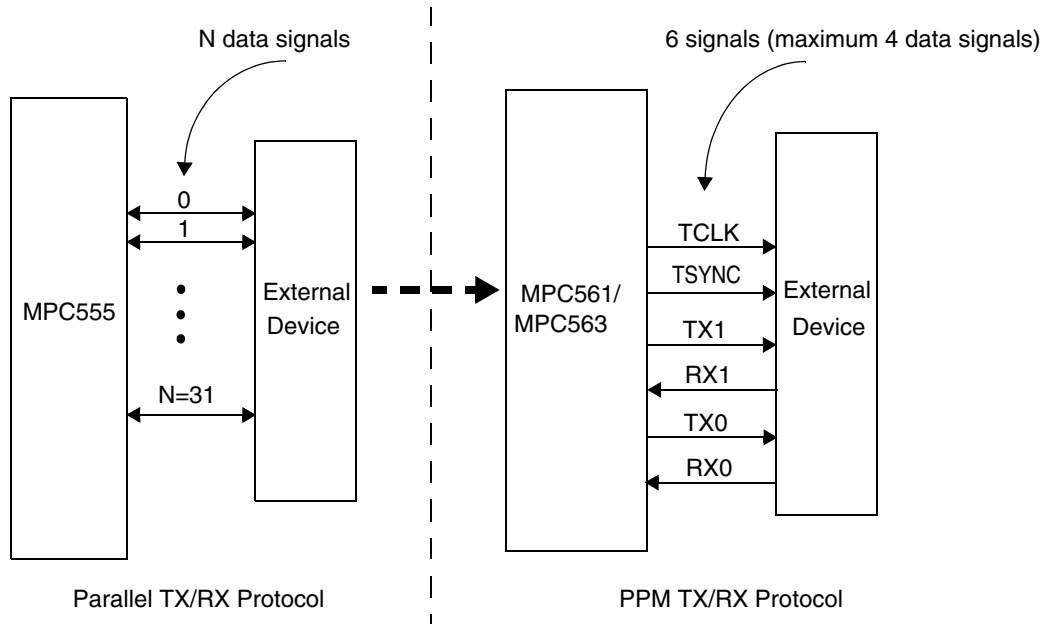 N data signals
6 signals (maximum 4 data signals)
0
1
MPC555
External
Device
N=31
TCLK
TSYNC
MPC561/
MPC563
TX1
RX1
TX0
RX0
External
Device
Parallel TX/RX Protocol
PPM TX/RX Protocol